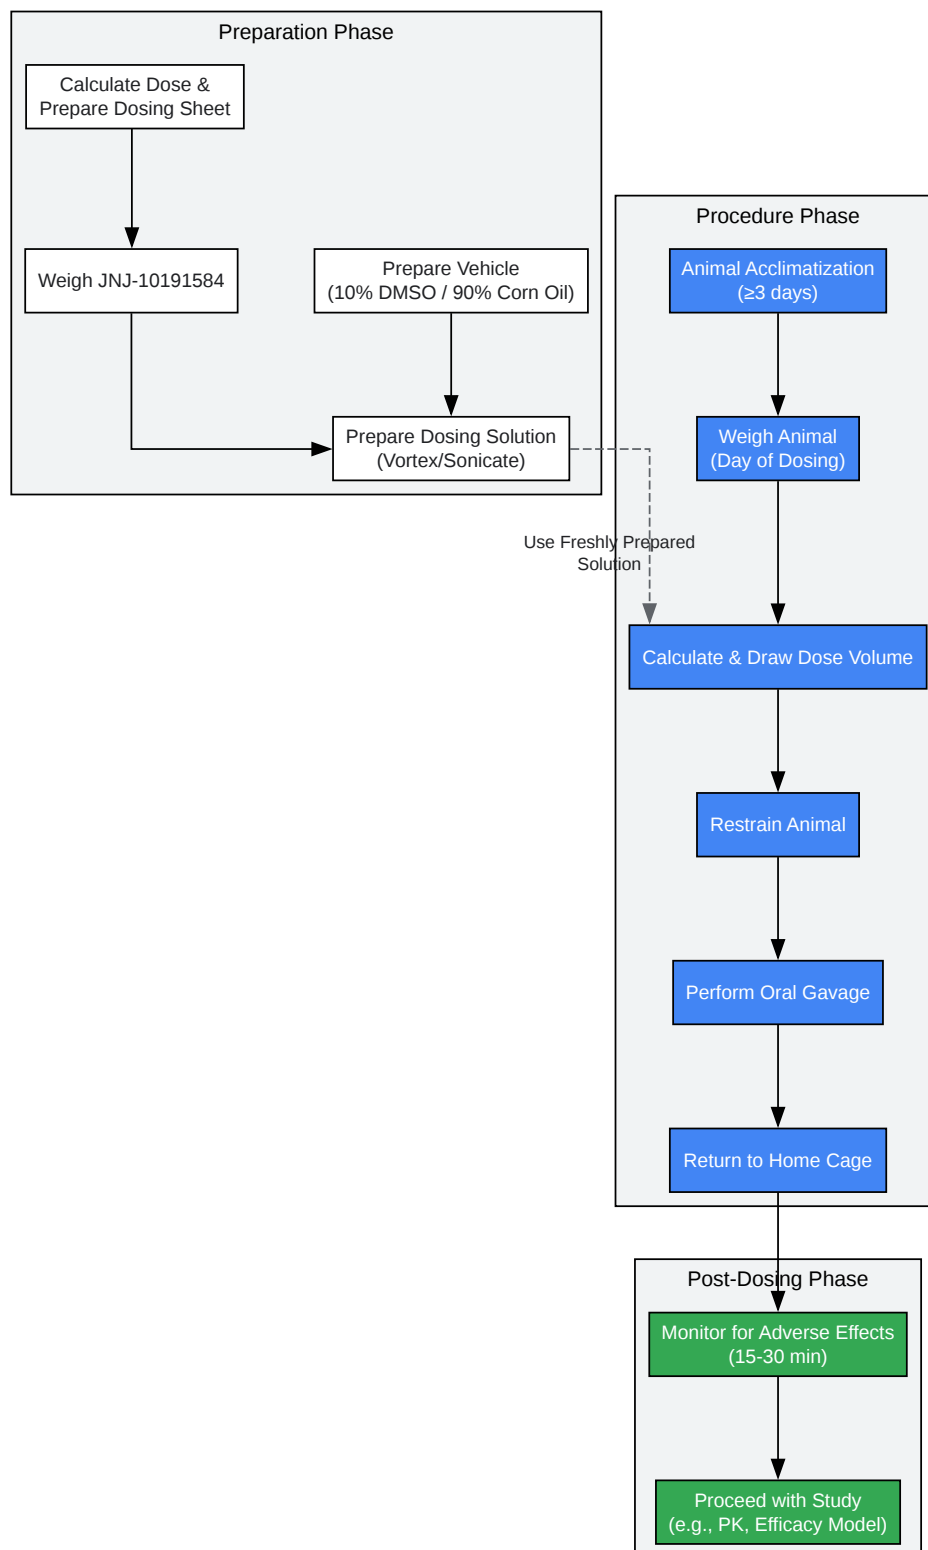 Preparation Phase
Calculate Dose &
Prepare Dosing Sheet
Weigh JNJ-10191584
Prepare Vehicle
(10% DMSO / 90% Corn Oil)
Prepare Dosing Solution
(Vortex/Sonicate)
Use Freshly Prepared
Solution
Procedure Phase
Animal Acclimatization
(≥3 days)
Weigh Animal
(Day of Dosing)
Calculate & Draw Dose Volume
Restrain Animal
Perform Oral Gavage
Return to Home Cage
Post-Dosing Phase
Monitor for Adverse Effects
(15-30 min)
Proceed with Study
(e.g., PK, Efficacy Model)